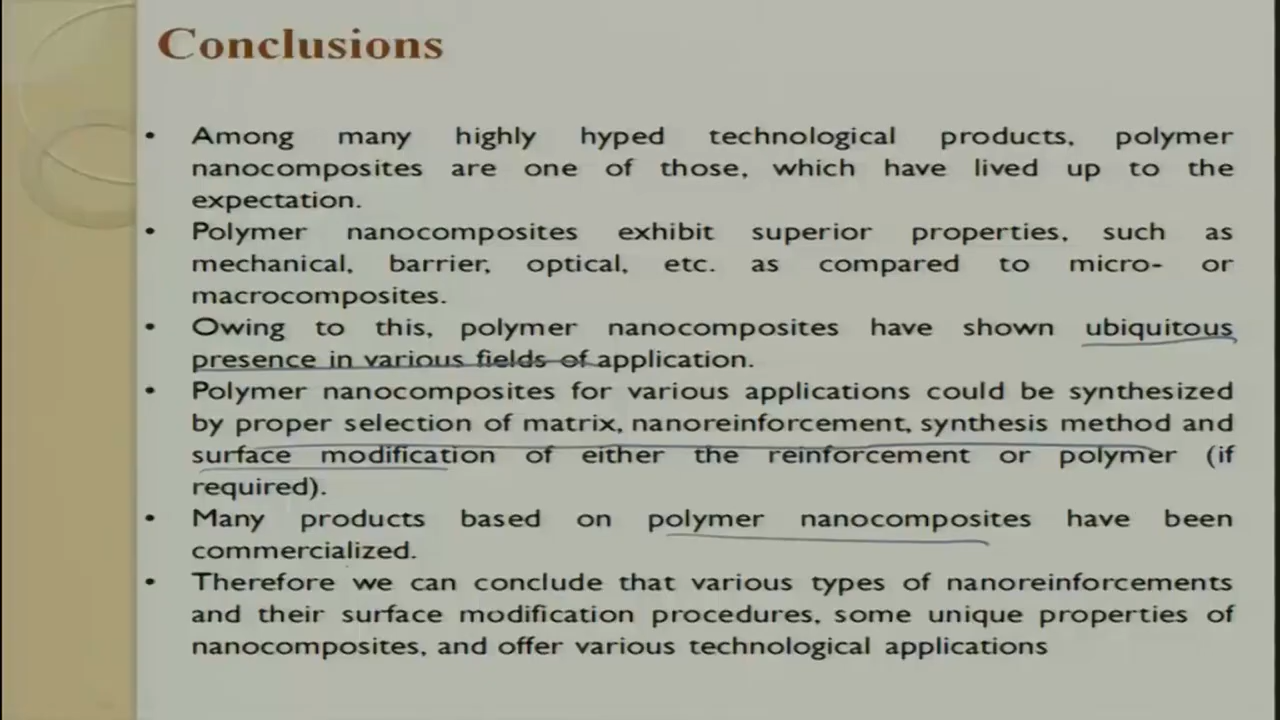 Conclusions
• Among many highly hyped technological products, polymer
nanocomposites are one of those, which have lived up to the
expectation.
• Polymer nanocomposites exhibit superior properties, such as
mechanical, barrier, optical, etc. as compared to micro- or
macrocomposites.
• Owing to this, polymer nanocomposites have shown ubiquitous
presence in various fields of application.
• Polymer nanocomposites for various applications could be synthesized
by proper selection of matrix, nanoreinforcement, synthesis method and
surface modification of either the reinforcement or polymer (if
required).
• Many products based on polymer nanocomposites have been
commercialized.
• Therefore we can conclude that various types of nanoreinforcements
and their surface modification procedures, some unique properties of
nanocomposites, and offer various technological applications